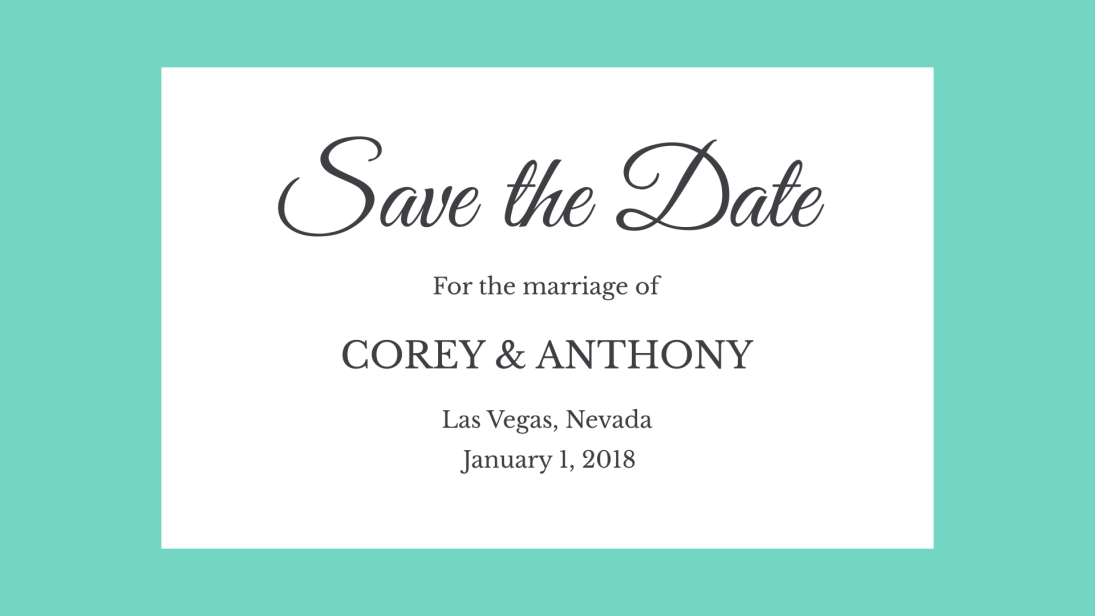 Save the Date
For the marriage of
COREY & ANTHONY
Las Vegas, Nevada
January 1, 2018